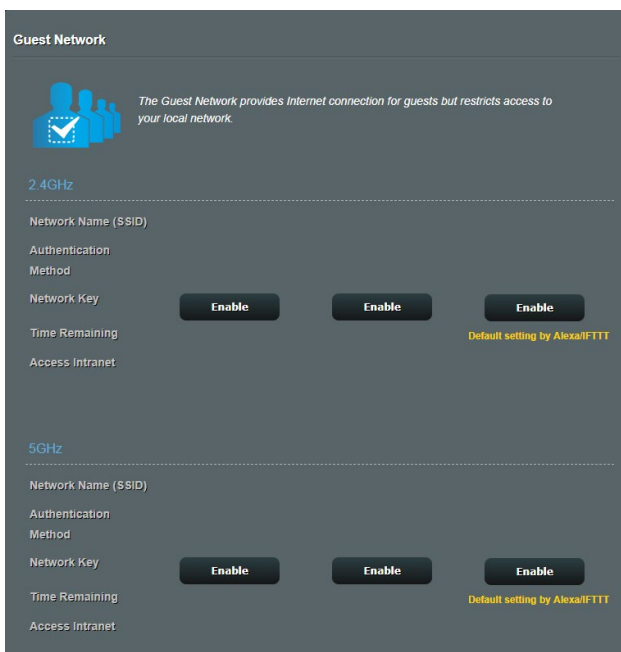 Guest Network
The Guest Network provides Internet connection for guests but restricts access to
your local network.
2.4GHz
Network Name (SSID)
Authentication
Method
Network Key
Enable Enable Enable
Time Remaining
Default setting by Alexa/IFTTT
Access Intranet
5GHz
Network Name (SSID)
Authentication
Method
Network Key
Enable Enable Enable
Time Remaining
Default setting by Alexa/IFTTT
Access Intranet